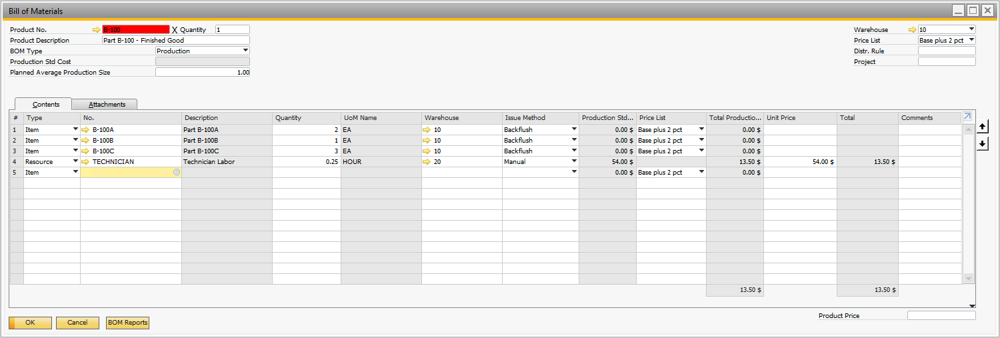 Bill of Materials
Product No. B-100 X Quantity 1
Product Description Part B-100 - Finished Good
BOM Type Production
Production Std Cost
Planned Average Production Size 1.00
Warehouse 10
Price List Base plus 2 pct
Distr. Rule
Project
Contents Attachments
# Type No. Description Quantity UoM Name Warehouse Issue Method Production Std... Price List Total Productio... Unit Price Total Comments
1 Item B-100A Part B-100A 2 EA 10 Backflush 0.00 $ Base plus 2 pct 0.00 $
2 Item B-100B Part B-100B 1 EA 10 Backflush 0.00 $ Base plus 2 pct 0.00 $
3 Item B-100C Part B-100C 3 EA 10 Backflush 0.00 $ Base plus 2 pct 0.00 $
4 Resource TECHNICIAN Technician Labor 0.25 HOUR 20 Manual 54.00 $ 13.50 $ 54.00 $ 13.50 $
5 Item 0.00 $ Base plus 2 pct 0.00 $
13.50 $ 13.50 $
Product Price
OK Cancel BOM Reports